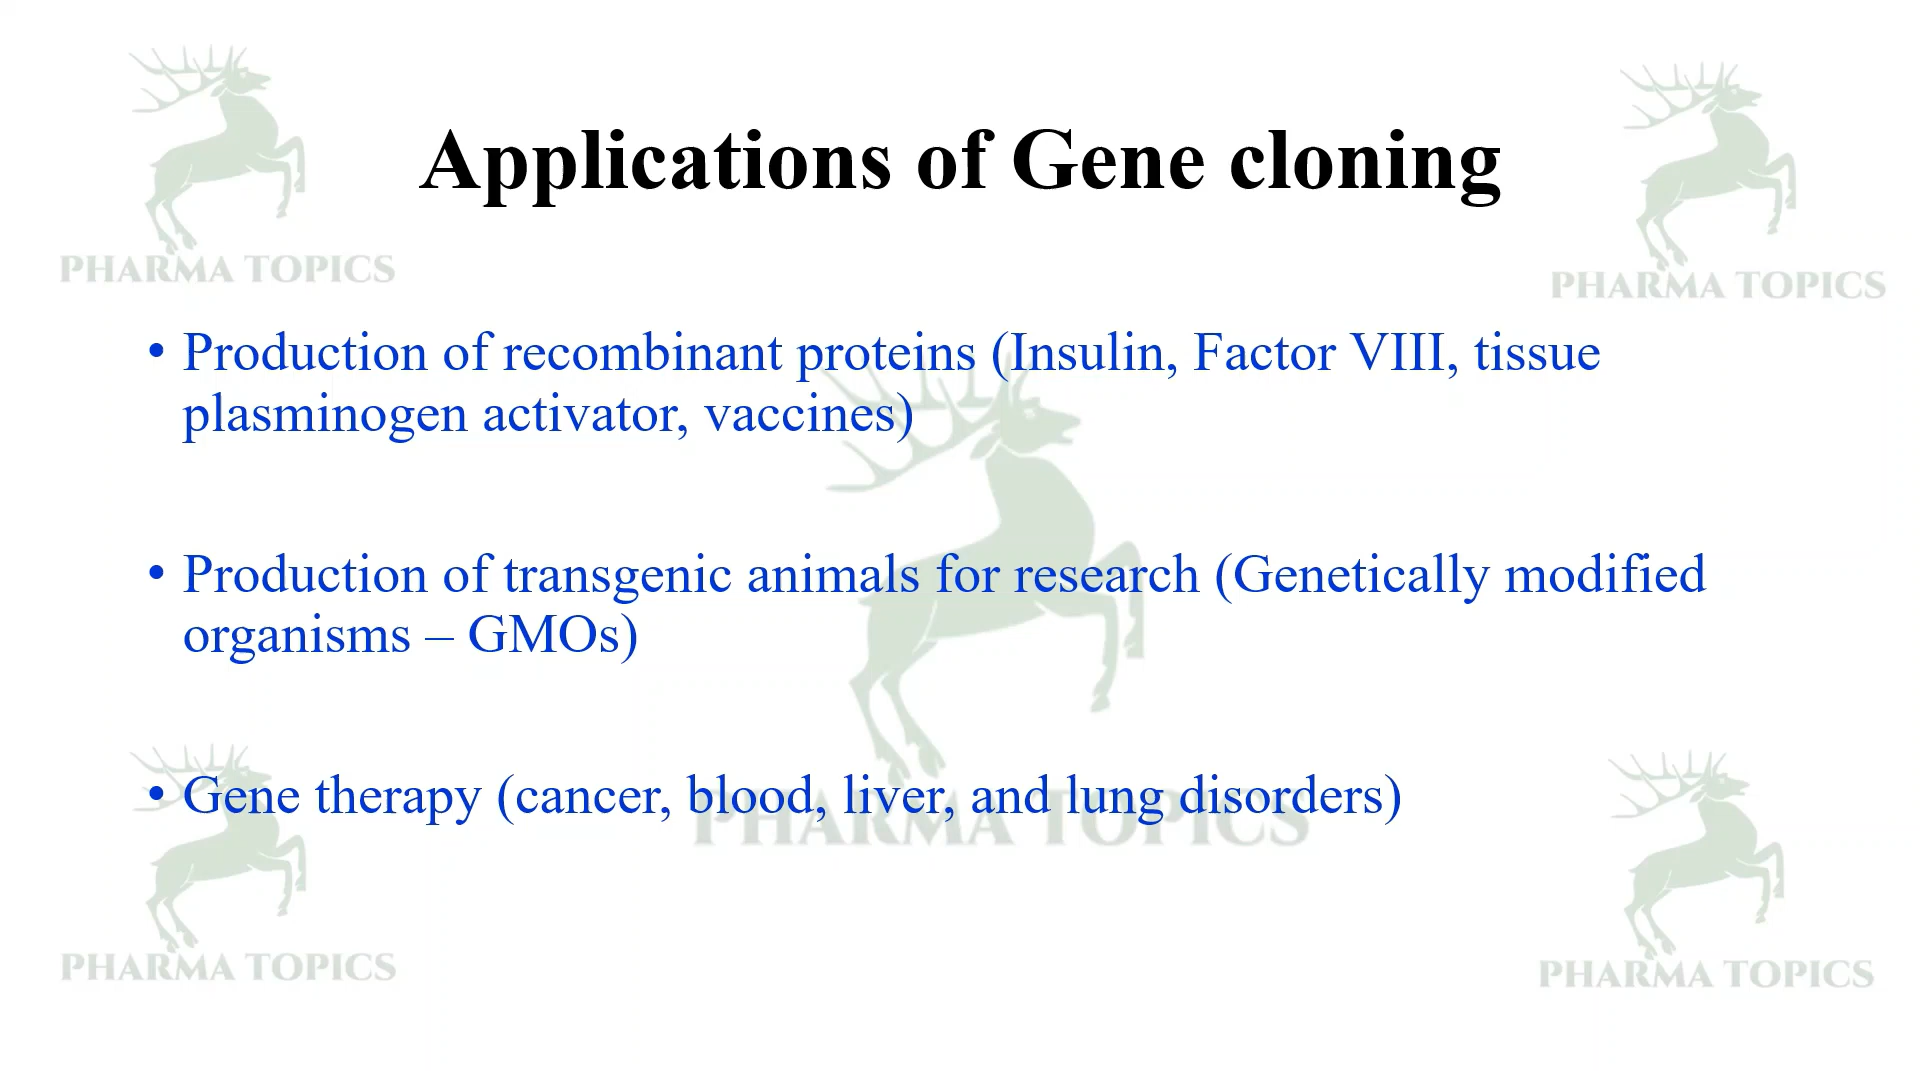 Applications of Gene cloning
PHARMA TOPICS
PHARMA TOPICS
• Production of recombinant proteins (Insulin, Factor VIII, tissue
plasminogen activator, vaccines)
• Production of transgenic animals for research (Genetically modified
organisms – GMOs)
• Gene therapy (cancer, blood, liver, and lung disorders)
PHARMA TOPICS
PHARMA TOPICS
PHARMA TOPICS